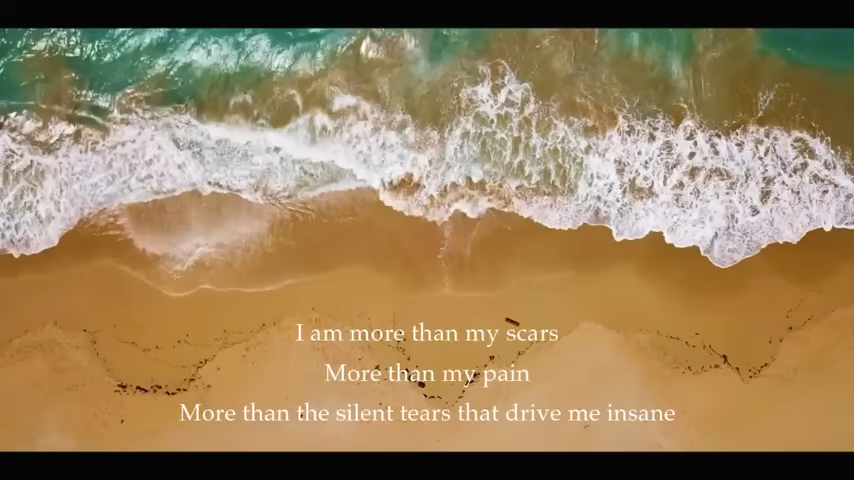 I am more than my scars
More than my pain
More than the silent tears that drive me insane